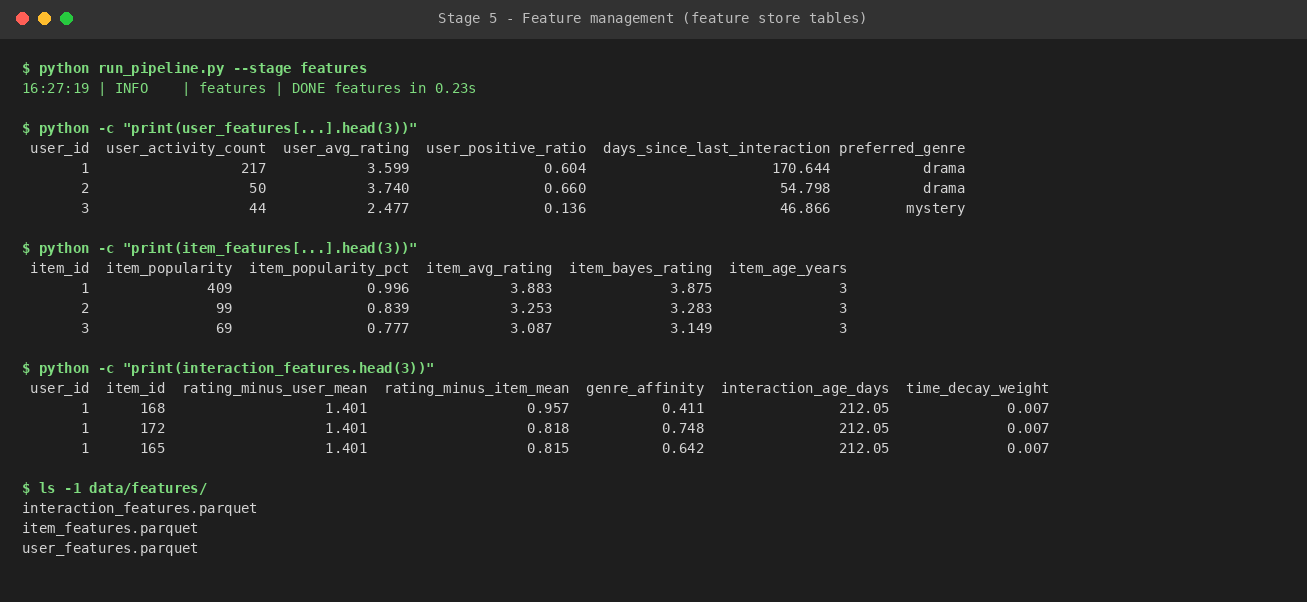 Stage 5 - Feature management (feature store tables)
$ python run_pipeline.py --stage features
16:27:19 | INFO    | features | DONE features in 0.23s
$ python -c "print(user_features[...].head(3))"
 user_id  user_activity_count  user_avg_rating  user_positive_ratio  days_since_last_interaction preferred_genre
       1                  217            3.599                0.604                      170.644           drama
       2                   50            3.740                0.660                       54.798           drama
       3                   44            2.477                0.136                       46.866         mystery
$ python -c "print(item_features[...].head(3))"
 item_id  item_popularity  item_popularity_pct  item_avg_rating  item_bayes_rating  item_age_years
       1              409                0.996            3.883              3.875               3
       2               99                0.839            3.253              3.283               3
       3               69                0.777            3.087              3.149               3
$ python -c "print(interaction_features.head(3))"
 user_id  item_id  rating_minus_user_mean  rating_minus_item_mean  genre_affinity  interaction_age_days  time_decay_weight
       1      168                   1.401                   0.957           0.411                212.05              0.007
       1      172                   1.401                   0.818           0.748                212.05              0.007
       1      165                   1.401                   0.815           0.642                212.05              0.007
$ ls -1 data/features/
interaction_features.parquet
item_features.parquet
user_features.parquet